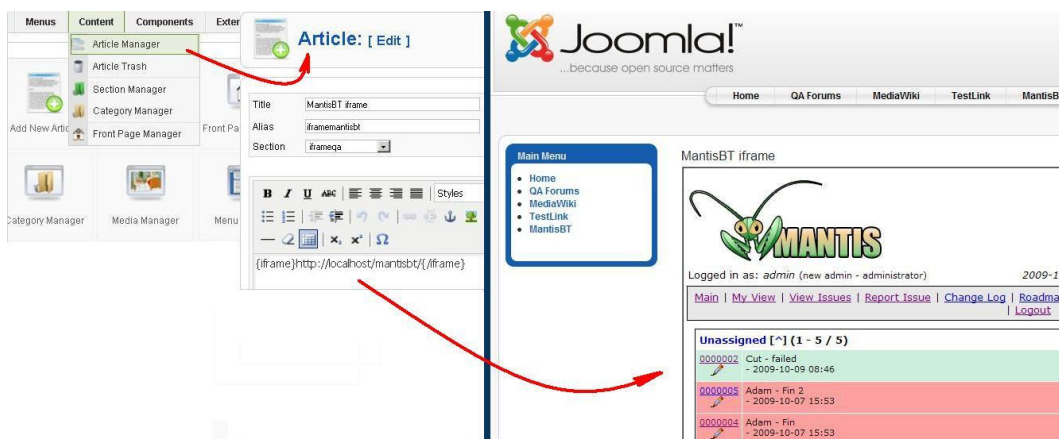 Menus Content Components Exter
Article Manager
Article Trash
Section Manager
Category Manager
Front Page Manager
Add New Artic
Front Pa
Category Manager
Media Manager
Menu
Article: [ Edit ]
Title MantisBT iframe
Alias iframemantisbt
Section iframeqa
B I U ABC Styles
x₂ x² Ω
{iframe}http://localhost/mantisbt/{/iframe}
Joomla!™
...because open source matters
Home QA Forums MediaWiki TestLink MantisB
Main Menu
Home
QA Forums
MediaWiki
TestLink
MantisBT
MantisBT iframe
MANTIS
Logged in as: admin (new admin - administrator) 2009-1
Main | My View | View Issues | Report Issue | Change Log | Roadma
| Logout
Unassigned [^] (1 - 5 / 5)
0000002 Cut - failed
- 2009-10-09 08:46
0000005 Adam - Fin 2
- 2009-10-07 15:53
0000004 Adam - Fin
- 2009-10-07 15:53